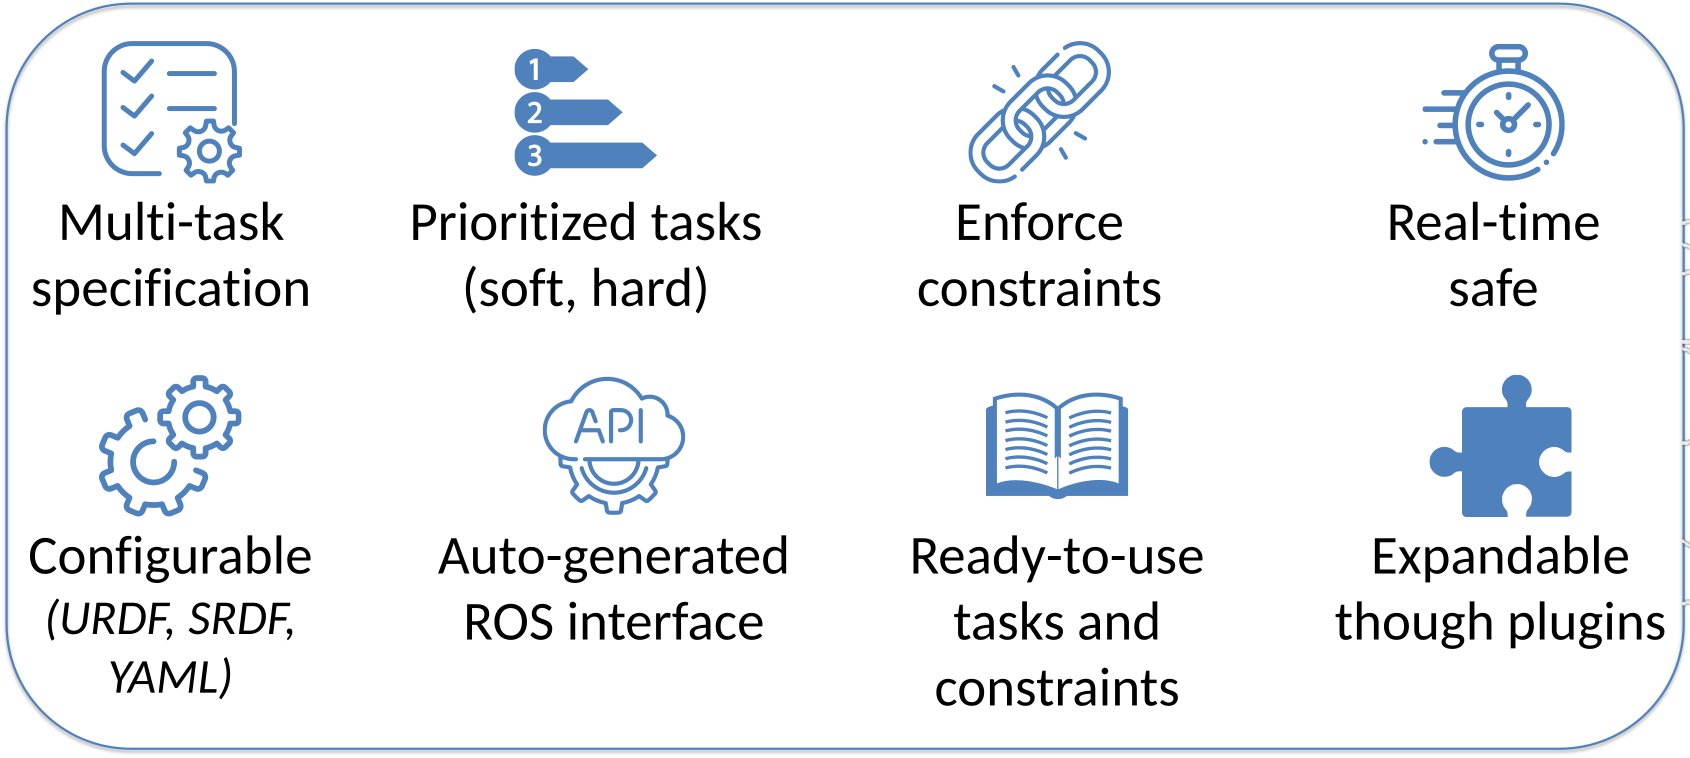 1
2
3
Multi-task
specification
Prioritized tasks
(soft, hard)
Enforce
constraints
Real-time
safe
API
Configurable
(URDF, SRDF,
YAML)
Auto-generated
ROS interface
Ready-to-use
tasks and
constraints
Expandable
though plugins